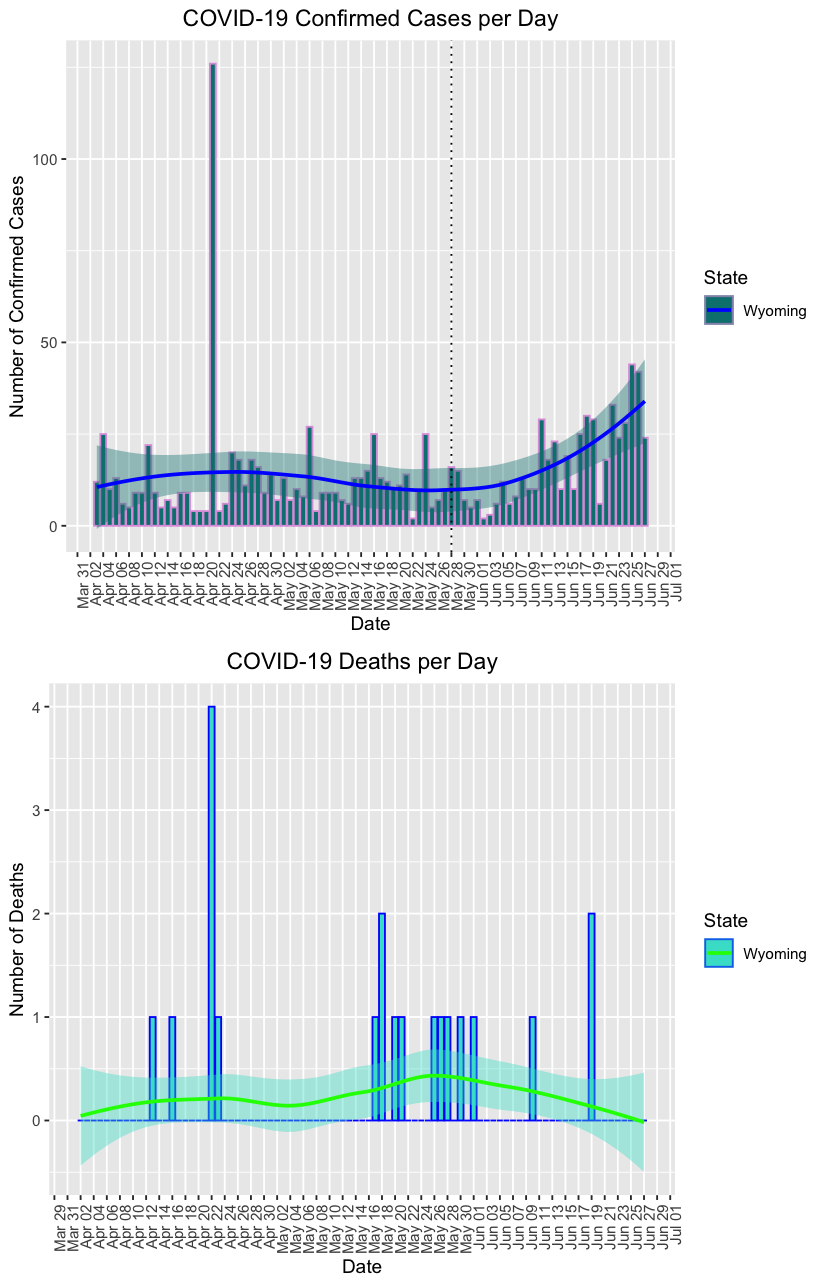 COVID-19 Confirmed Cases per Day
Number of Confirmed Cases
100
50
0
Mar 31
Apr 02
Apr 04
Apr 06
Apr 08
Apr 10
Apr 12
Apr 14
Apr 16
Apr 18
Apr 20
Apr 22
Apr 24
Apr 26
Apr 28
Apr 30
May 02
May 04
May 06
May 08
May 10
May 12
May 14
May 16
May 18
May 20
May 22
May 24
May 26
May 28
May 30
Jun 01
Jun 03
Jun 05
Jun 07
Jun 09
Jun 11
Jun 13
Jun 15
Jun 17
Jun 19
Jun 21
Jun 23
Jun 25
Jun 27
Jun 29
Jul 01
Date
State
Wyoming
COVID-19 Deaths per Day
Number of Deaths
4
3
2
1
0
Mar 29
Mar 31
Apr 02
Apr 04
Apr 06
Apr 08
Apr 10
Apr 12
Apr 14
Apr 16
Apr 18
Apr 20
Apr 22
Apr 24
Apr 26
Apr 28
Apr 30
May 02
May 04
May 06
May 08
May 10
May 12
May 14
May 16
May 18
May 20
May 22
May 24
May 26
May 28
May 30
Jun 01
Jun 03
Jun 05
Jun 07
Jun 09
Jun 11
Jun 13
Jun 15
Jun 17
Jun 19
Jun 21
Jun 23
Jun 25
Jun 27
Jun 29
Jul 01
Date
State
Wyoming